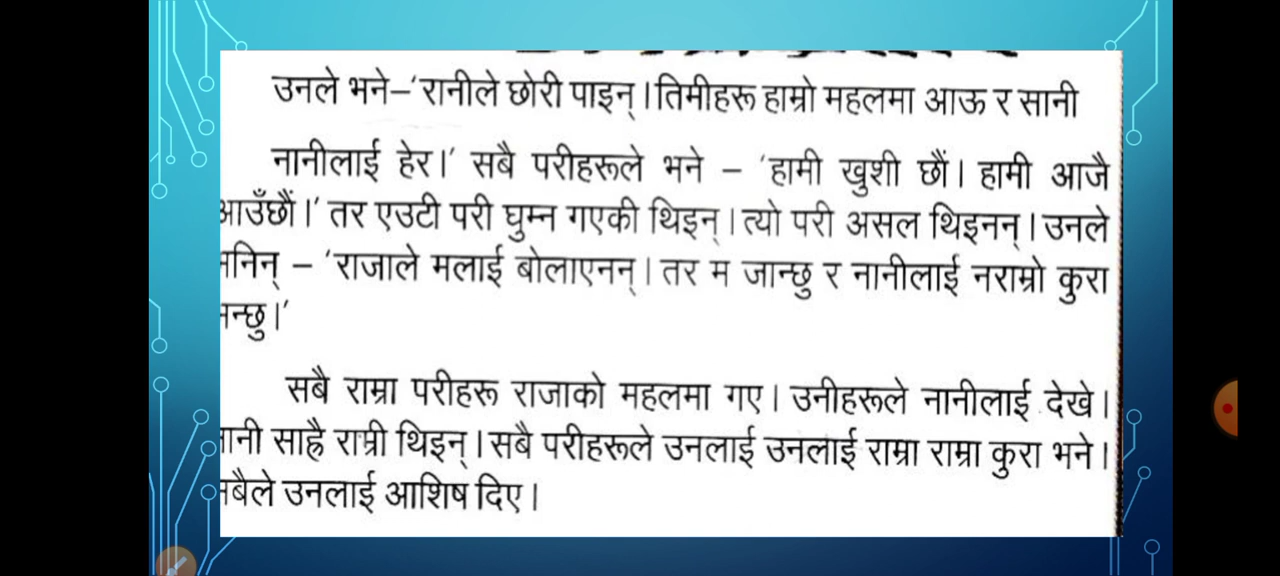 उनले भने–‘रानीले छोरी पाइन्।तिमीहरू हाम्रो महलमा आऊ र सानी
नानीलाई हेर।’ सबै परीहरूले भने – ‘हामी खुशी छौं। हामी आजै
आउँछौं।’ तर एउटी परी घुम्न गएकी थिइन्।त्यो परी असल थिइनन्।उनले
भनिन् – ‘राजाले मलाई बोलाएनन्। तर म जान्छु र नानीलाई नराम्रो कुरा
भन्छु।’
सबै राम्रा परीहरू राजाको महलमा गए। उनीहरूले नानीलाई देखे।
नानी साह्रै राम्री थिइन्।सबै परीहरूले उनलाई उनलाई राम्रा राम्रा कुरा भने।
सबैले उनलाई आशिष दिए।